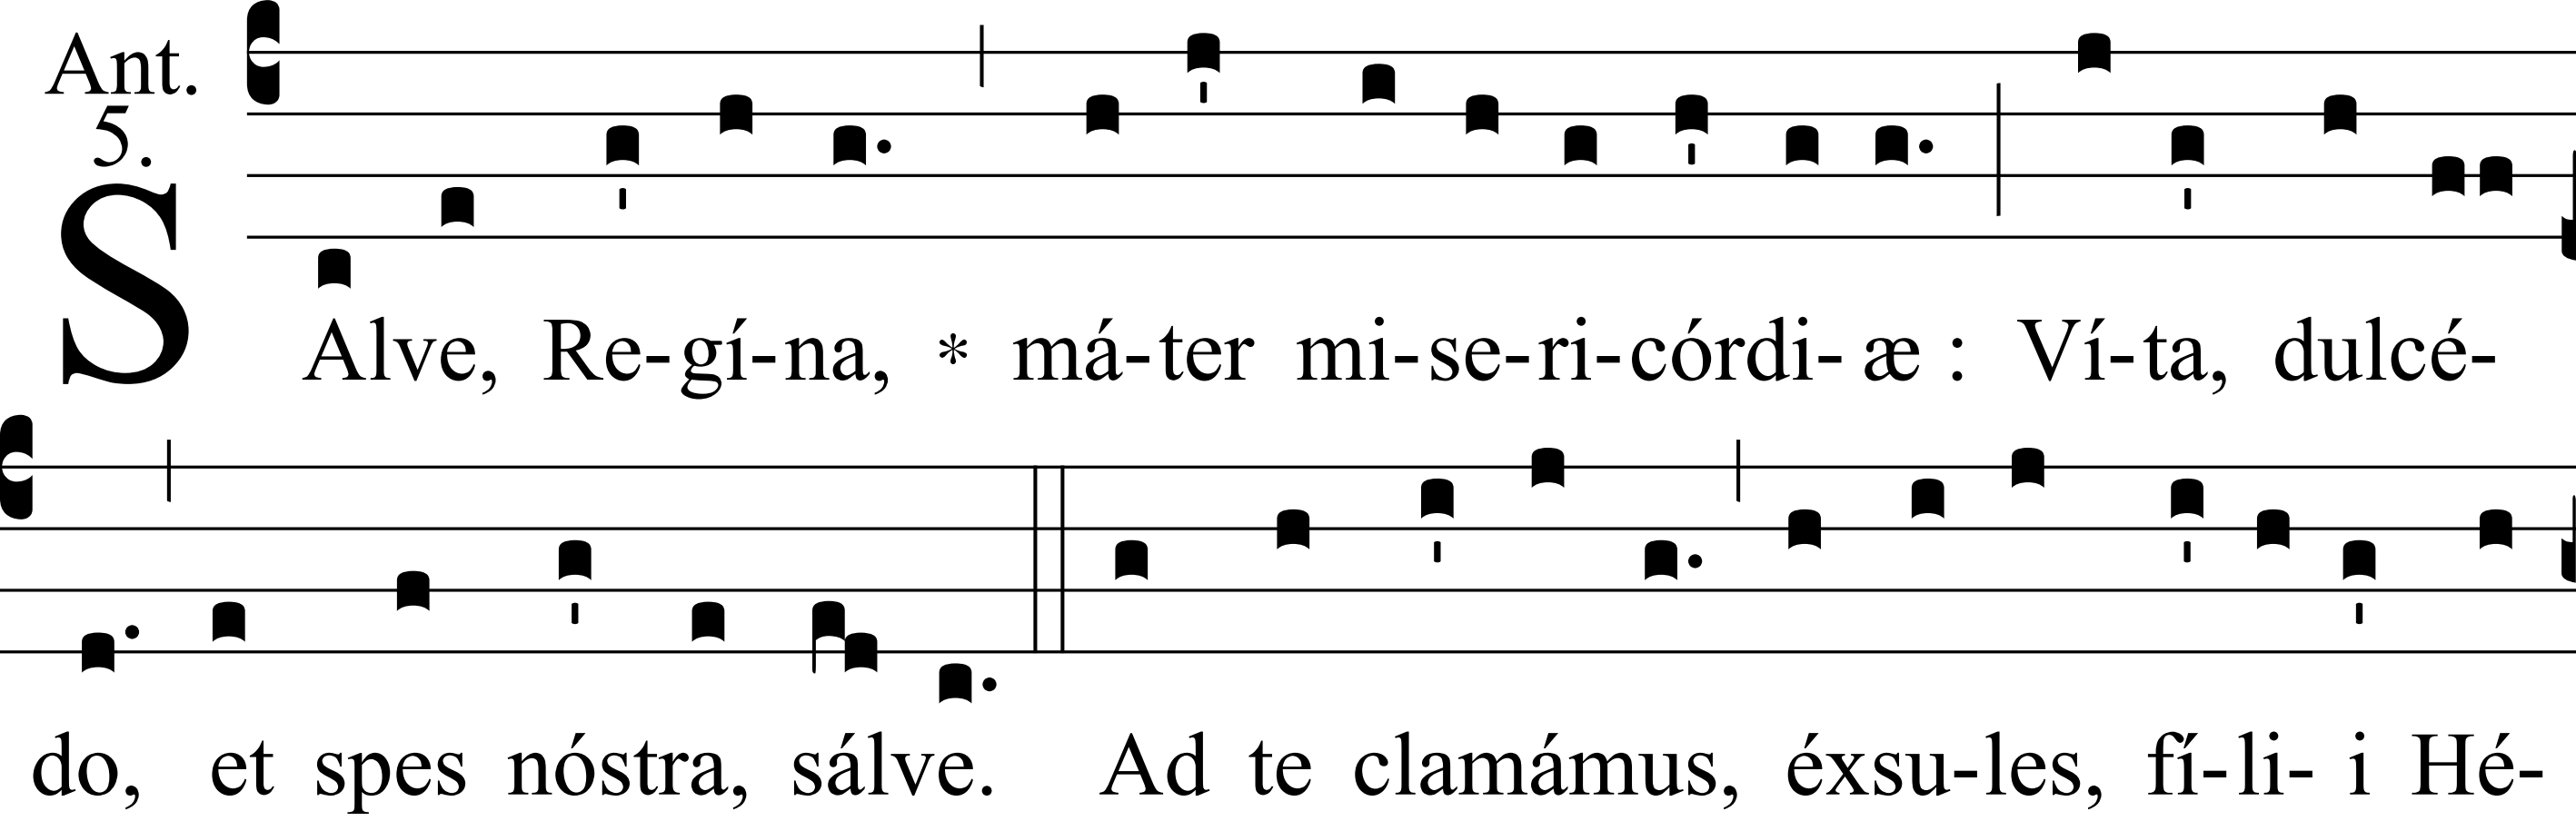 Ant.
5.
SAlve, Re-gí-na, * má-ter mi-se-ri-córdi- æ : Ví-ta, dulcé-
do, et spes nóstra, sálve. Ad te clamámus, éxsu-les, fí-li- i Hé-